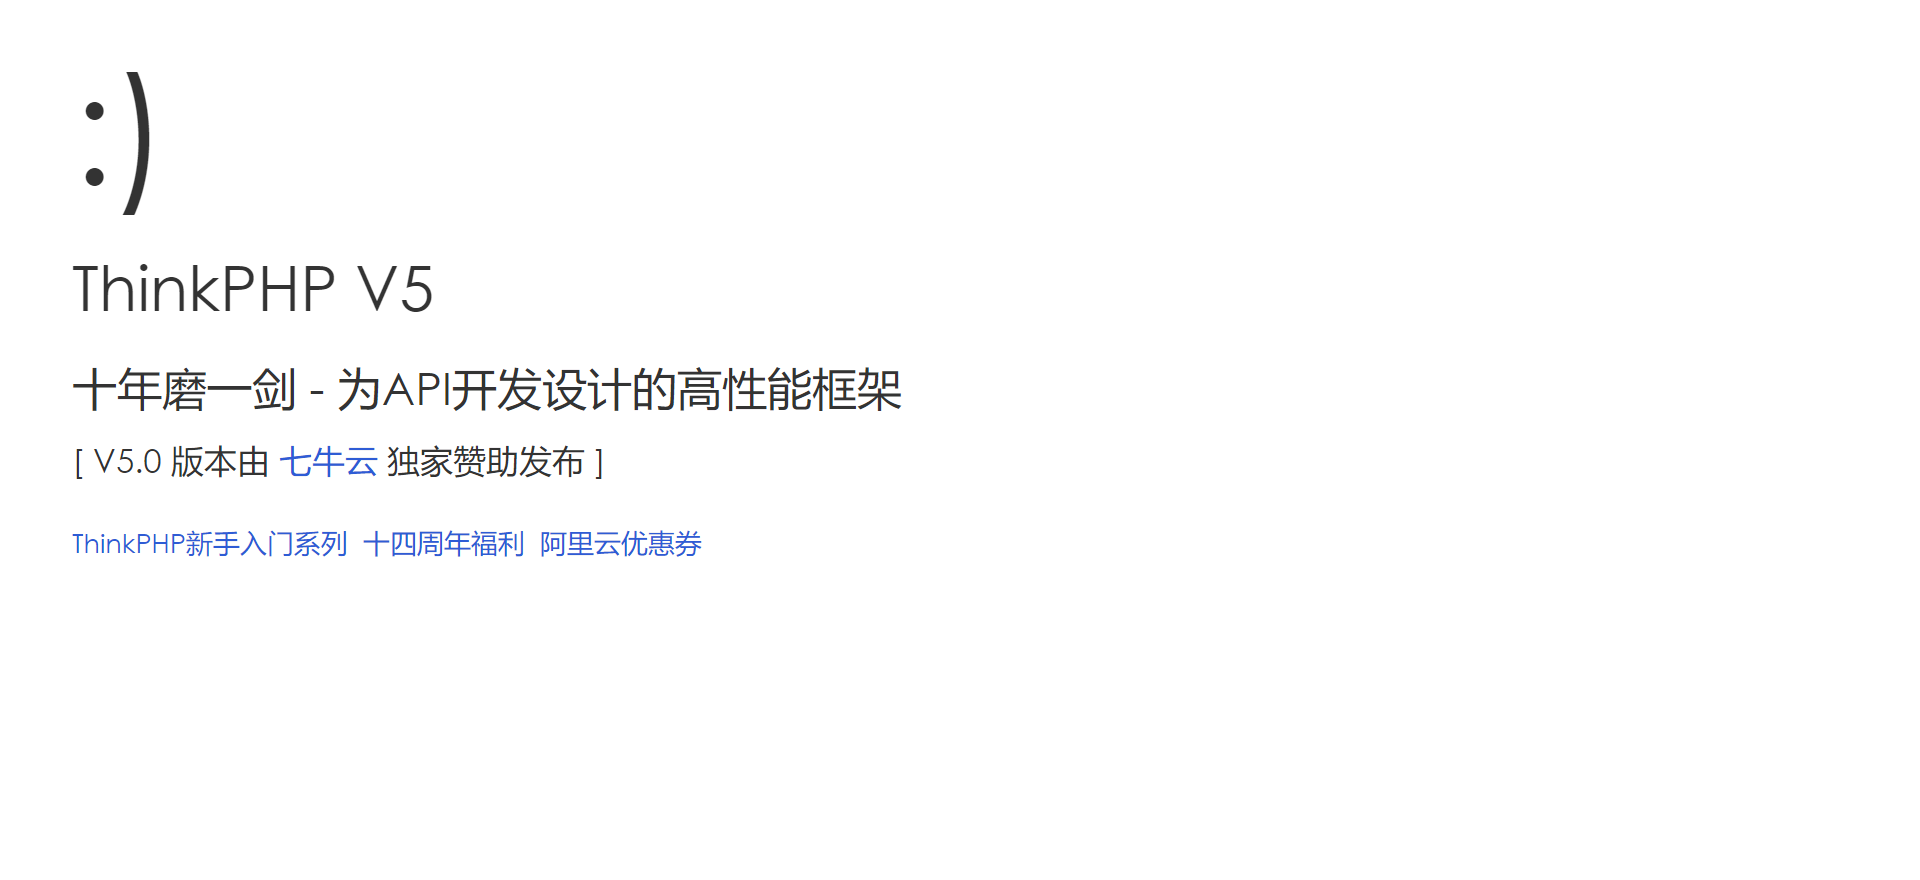 :)
ThinkPHP V5
十年磨一剑 - 为API开发设计的高性能框架
[ V5.0 版本由 七牛云 独家赞助发布 ]
ThinkPHP新手入门系列 十四周年福利 阿里云优惠券